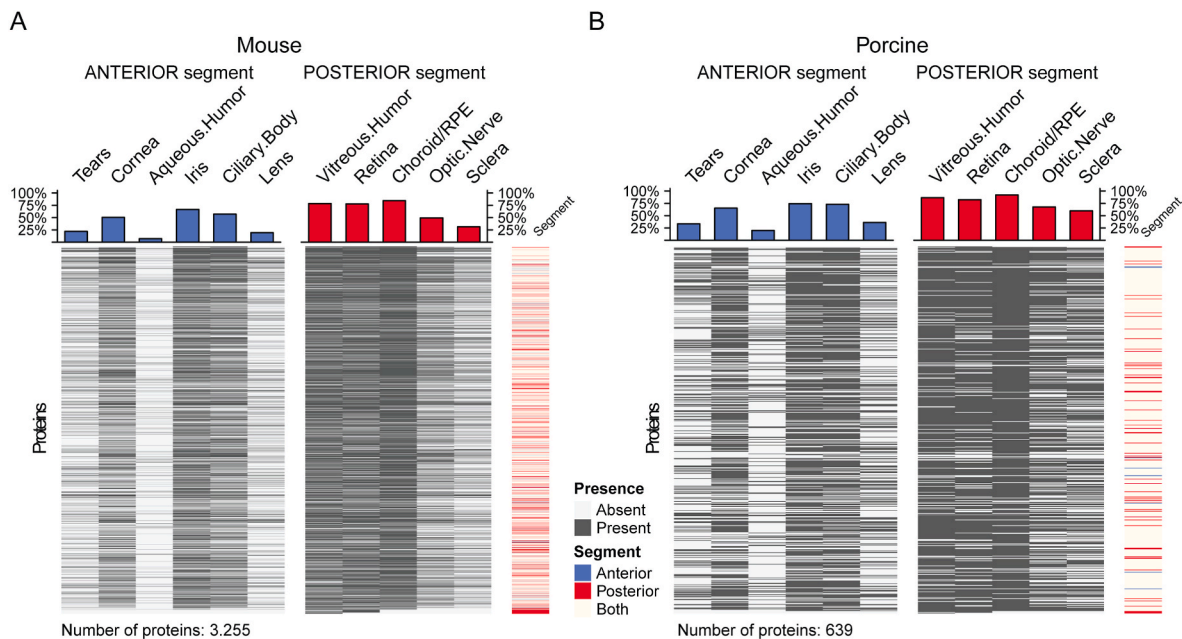 A
Mouse
ANTERIOR segment
POSTERIOR segment
Tears
Cornea
Aqueous.Humor
Iris
Ciliary.Body
Lens
Vitreous.Humor
Retina
Choroid/RPE
Optic.Nerve
Sclera
100%
75%
50%
25%
100%
75%
50%
25%
Segment
Proteins
Number of proteins: 3.255
B
Porcine
ANTERIOR segment
POSTERIOR segment
Tears
Cornea
Aqueous.Humor
Iris
Ciliary.Body
Lens
Vitreous.Humor
Retina
Choroid/RPE
Optic.Nerve
Sclera
100%
75%
50%
25%
100%
75%
50%
25%
Segment
Proteins
Presence
Absent
Present
Segment
Anterior
Posterior
Both
Number of proteins: 639